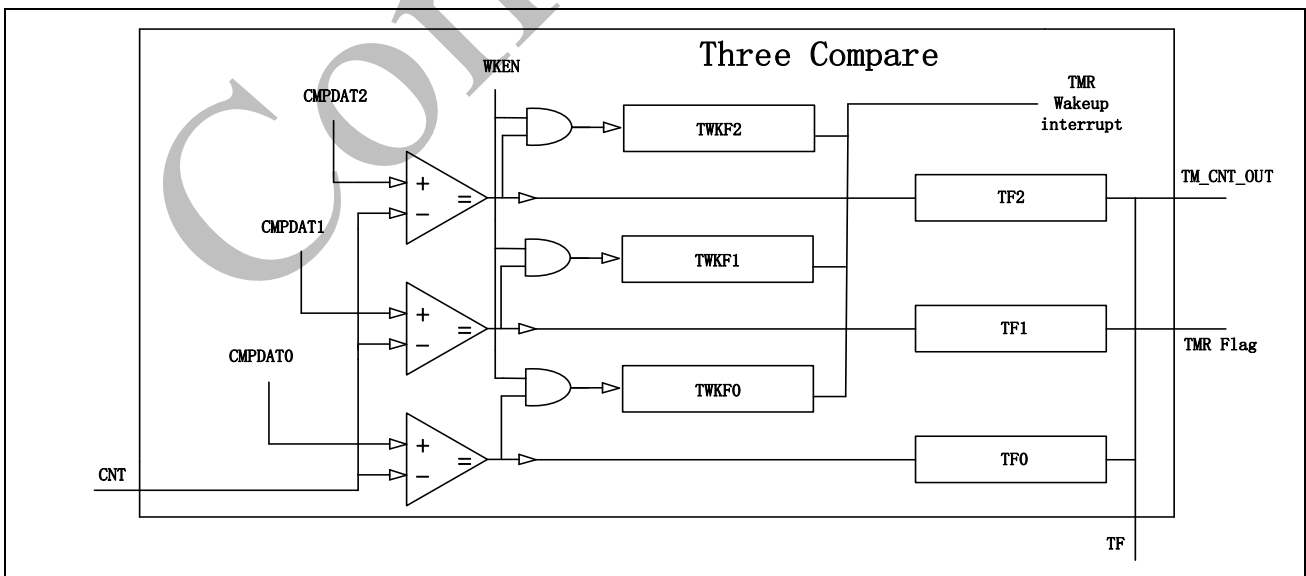 Three Compare
WKEN
TMR
Wakeup
interrupt
CMPDAT2
TWKF2
+
=
−
TF2
TM_CNT_OUT
CMPDAT1
TWKF1
+
=
−
TF1
TMR Flag
CMPDAT0
TWKF0
+
=
−
TF0
CNT
TF